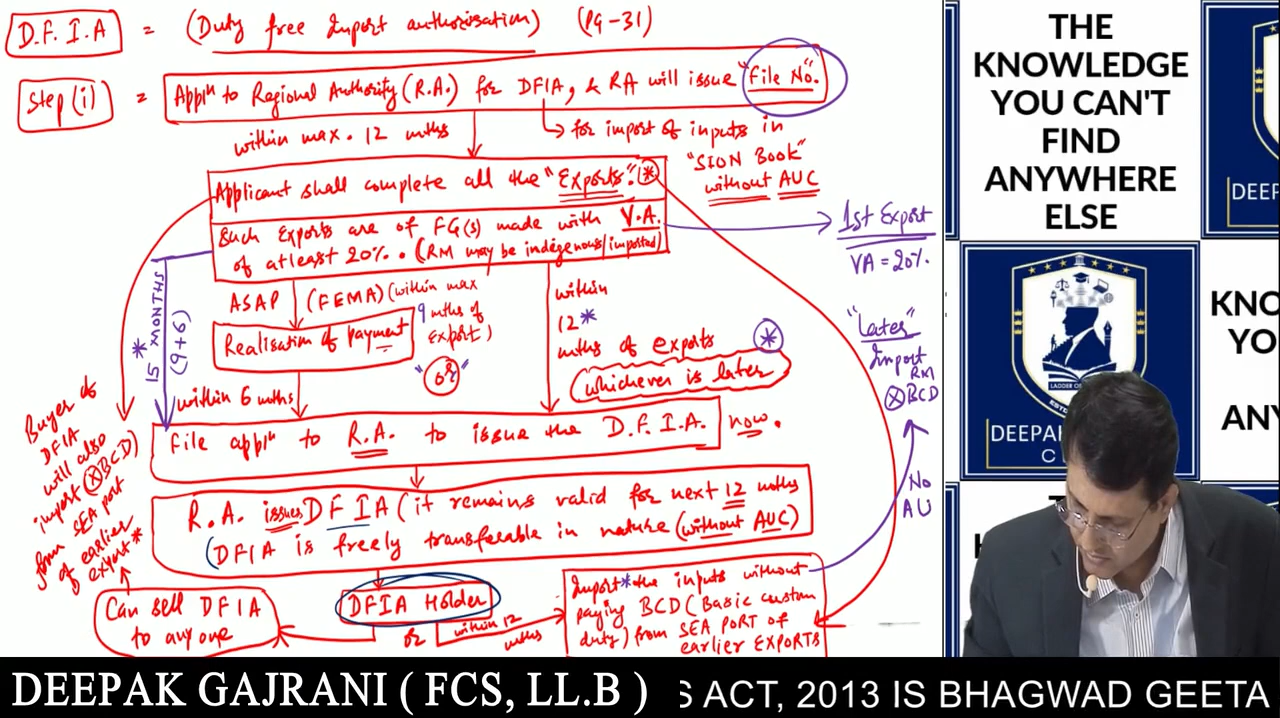 D.F.I.A = (Duty free Import authorisation) (Pg-31)
Step (i) = Applⁿ to Regional Authority (R.A.) for DFIA, & RA will issue "File No."
within max. 12 mths
for import of inputs in
"SION Book"
without AUC
Applicant shall complete all the "Exports". *
Such Exports are of FG(s) made with V.A.
of atleast 20%. (RM may be indigenous/imported)
1st Export
VA = 20%.
15* MONTHS
(9+6)
ASAP (FEMA) (within max
9 mths of
export)
Realisation of payment
"or"
within
12*
mths of exports *
(whichever is later)
within 6 mths
"Later"
Import
RM
(X) BCD
No
AU
File applⁿ to R.A. to issue the D.F.I.A. now.
R.A. issues DFIA (it remains valid for next 12 mths
(DFIA is freely transferable in nature (without AUC)
Buyer of
DFIA
will also
import (X) BCD)
from SEA port
of earlier
export *
DFIA Holder
Can sell DFIA
to any one
or
within 12
mths
Import* the inputs without
paying BCD (Basic custom
duty) from SEA PORT of
earlier EXPORTS
THE
KNOWLEDGE
YOU CAN'T
FIND
ANYWHERE
ELSE
DEEP
KNO
YO
ANY
DEEPAK
C
LADDER
DEEPAK GAJRANI ( FCS, LL.B )
S ACT, 2013 IS BHAGWAD GEETA